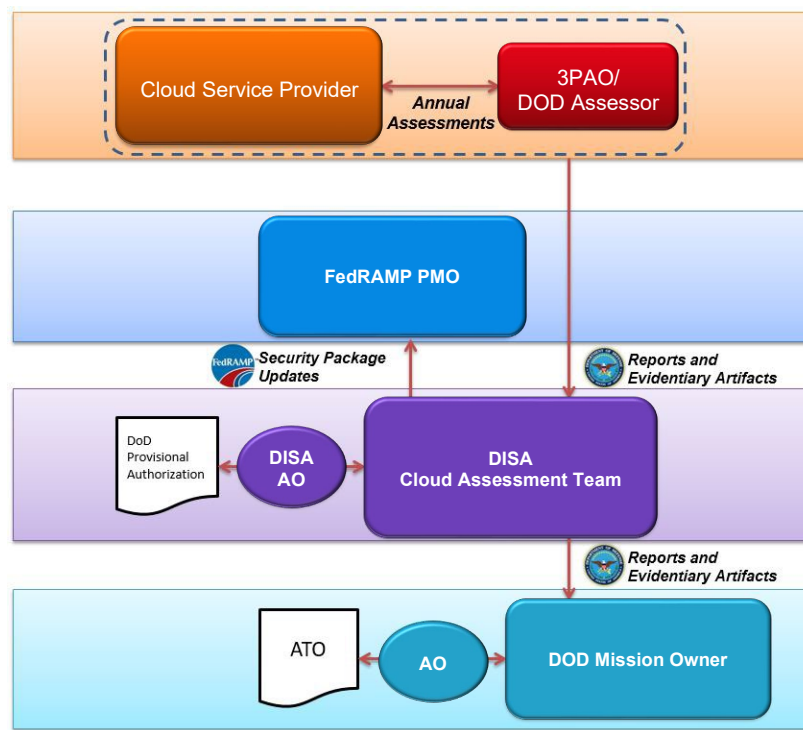 Cloud Service Provider
3PAO/
DOD Assessor
Annual
Assessments
FedRAMP PMO
FedRAMP
-Security Package
Updates
Reports and
Evidentiary Artifacts
DoD
Provisional
Authorization
DISA
AO
DISA
Cloud Assessment Team
Reports and
Evidentiary Artifacts
ATO
AO
DOD Mission Owner